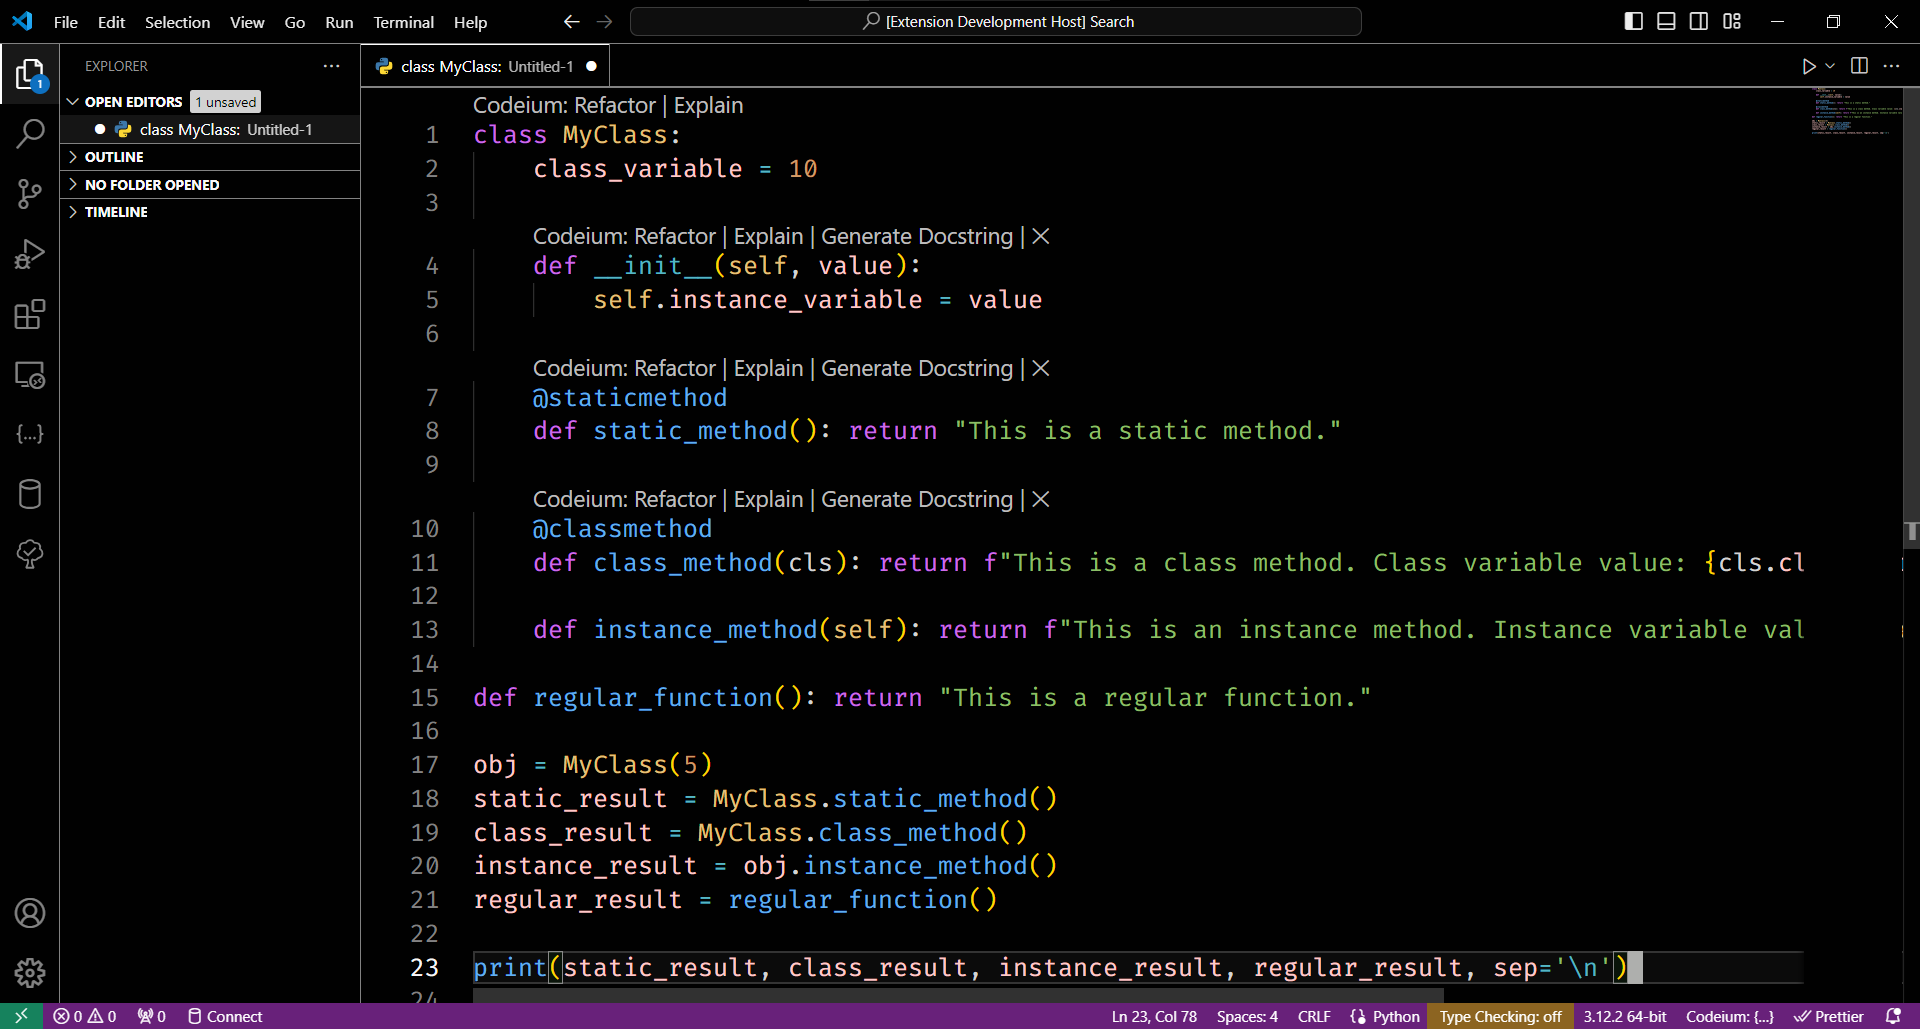 File Edit Selection View Go Run Terminal Help [Extension Development Host] Search
EXPLORER
OPEN EDITORS 1 unsaved
class MyClass: Untitled-1
OUTLINE
NO FOLDER OPENED
TIMELINE
1
class MyClass: Untitled-1
Codeium: Refactor | Explain
1 class MyClass:
2     class_variable = 10
3
Codeium: Refactor | Explain | Generate Docstring | ×
4     def __init__(self, value):
5         self.instance_variable = value
6
Codeium: Refactor | Explain | Generate Docstring | ×
7     @staticmethod
8     def static_method(): return "This is a static method."
9
Codeium: Refactor | Explain | Generate Docstring | ×
10     @classmethod
11     def class_method(cls): return f"This is a class method. Class variable value: {cls.cl
12
13     def instance_method(self): return f"This is an instance method. Instance variable val
14
15 def regular_function(): return "This is a regular function."
16
17 obj = MyClass(5)
18 static_result = MyClass.static_method()
19 class_result = MyClass.class_method()
20 instance_result = obj.instance_method()
21 regular_result = regular_function()
22
23 print(static_result, class_result, instance_result, regular_result, sep='\n')
24
0 0 0 Connect Ln 23, Col 78 Spaces: 4 CRLF Python Type Checking: off 3.12.2 64-bit Codeium: {...} Prettier